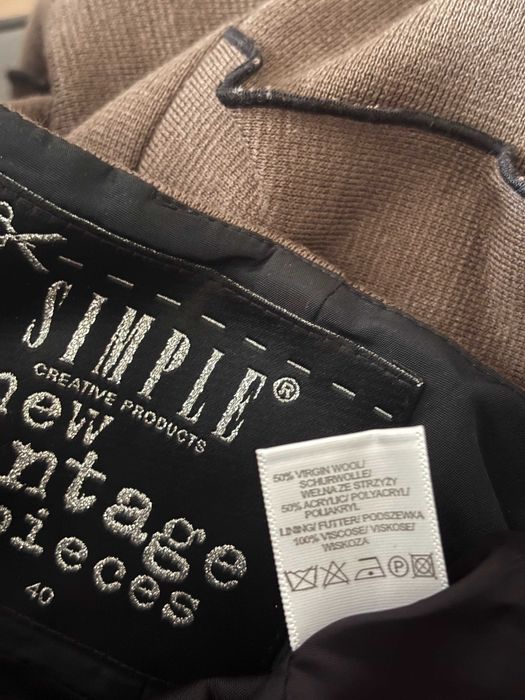 SIMPLE®
CREATIVE PRODUCTS
new
pieces
40
50% VIRGIN WOOL/
SCHURWOLLE/
WEŁNA ZE STRZYŻY
50% ACRYLIC/ POLYACRYL/
POLIAKRYL
LINING/ FUTTER/ PODSZEWKA
100% VISCOSE/ VISKOSE/
WISKOZA
P